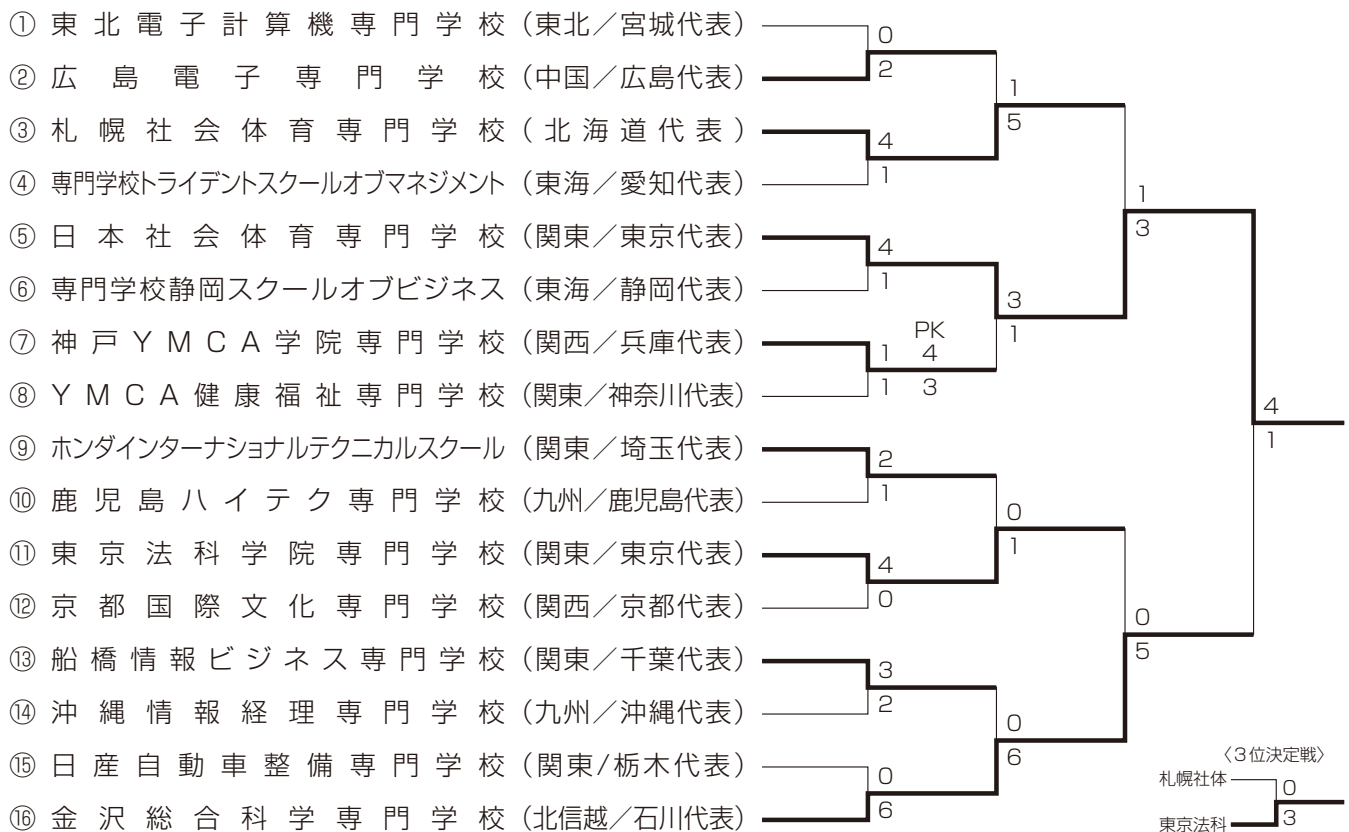 ① 東北電子計算機専門学校 (東北／宮城代表)
② 広島電子専門学校 (中国／広島代表)
③ 札幌社会体育専門学校 (北海道代表)
④ 専門学校トライデントスクールオブマネジメント (東海／愛知代表)
⑤ 日本社会体育専門学校 (関東／東京代表)
⑥ 専門学校静岡スクールオブビジネス (東海／静岡代表)
⑦ 神戸YMCA学院専門学校 (関西／兵庫代表)
⑧ YMCA健康福祉専門学校 (関東／神奈川代表)
⑨ ホンダインターナショナルテクニカルスクール (関東／埼玉代表)
⑩ 鹿児島ハイテク専門学校 (九州／鹿児島代表)
⑪ 東京法科学院専門学校 (関東／東京代表)
⑫ 京都国際文化専門学校 (関西／京都代表)
⑬ 船橋情報ビジネス専門学校 (関東／千葉代表)
⑭ 沖縄情報経理専門学校 (九州／沖縄代表)
⑮ 日産自動車整備専門学校 (関東/栃木代表)
⑯ 金沢総合科学専門学校 (北信越／石川代表)
0
2
4
1
4
1
1 PK 4
1 3
2
1
4
0
3
2
0
6
1
5
3
1
0
1
0
6
1
3
0
5
4
1
〈3位決定戦〉
札幌社体 0
東京法科 3